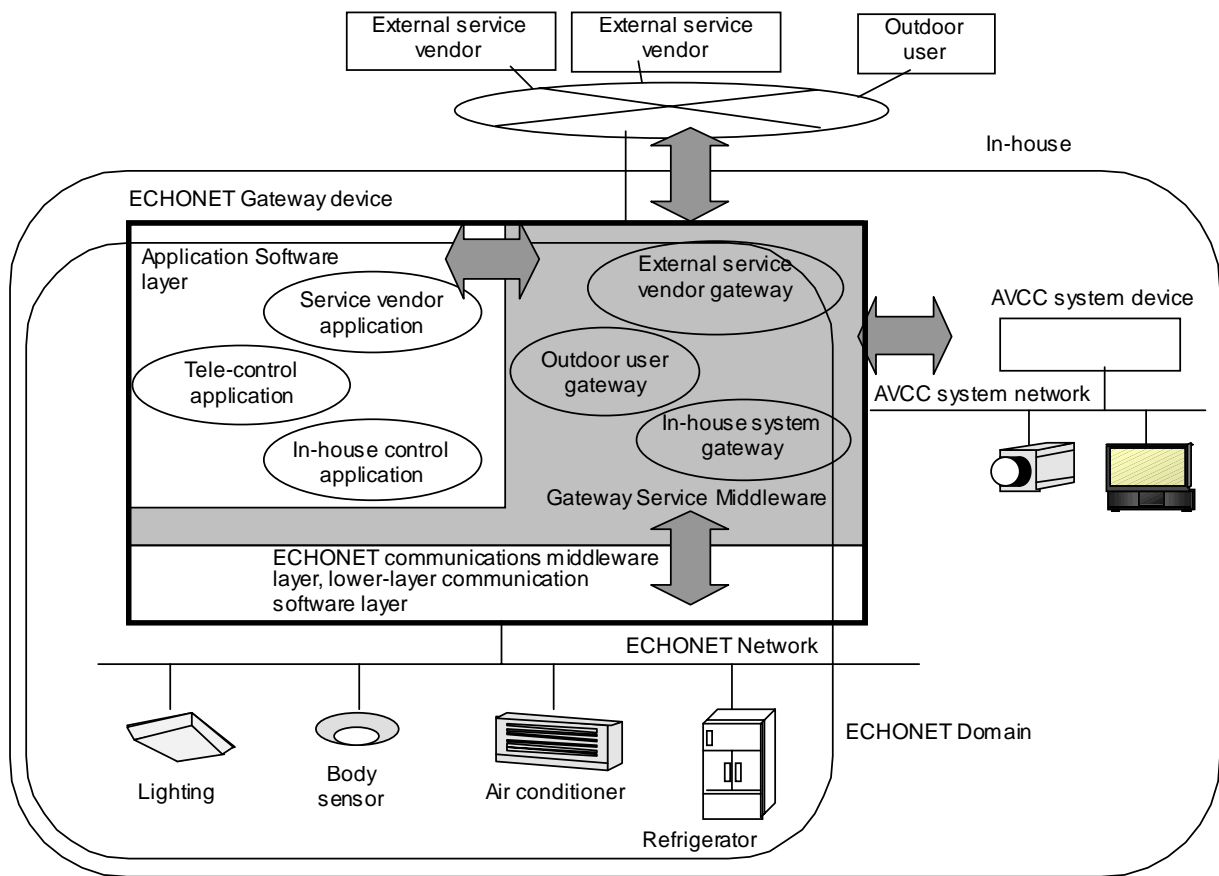 External service
vendor
External service
vendor
Outdoor
user
In-house
ECHONET Gateway device
Application Software
layer
Service vendor
application
Tele-control
application
In-house control
application
External service
vendor gateway
Outdoor user
gateway
In-house system
gateway
Gateway Service Middleware
AVCC system device
AVCC system network
ECHONET communications middleware
layer, lower-layer communication
software layer
ECHONET Network
ECHONET Domain
Lighting
Body
sensor
Air conditioner
Refrigerator